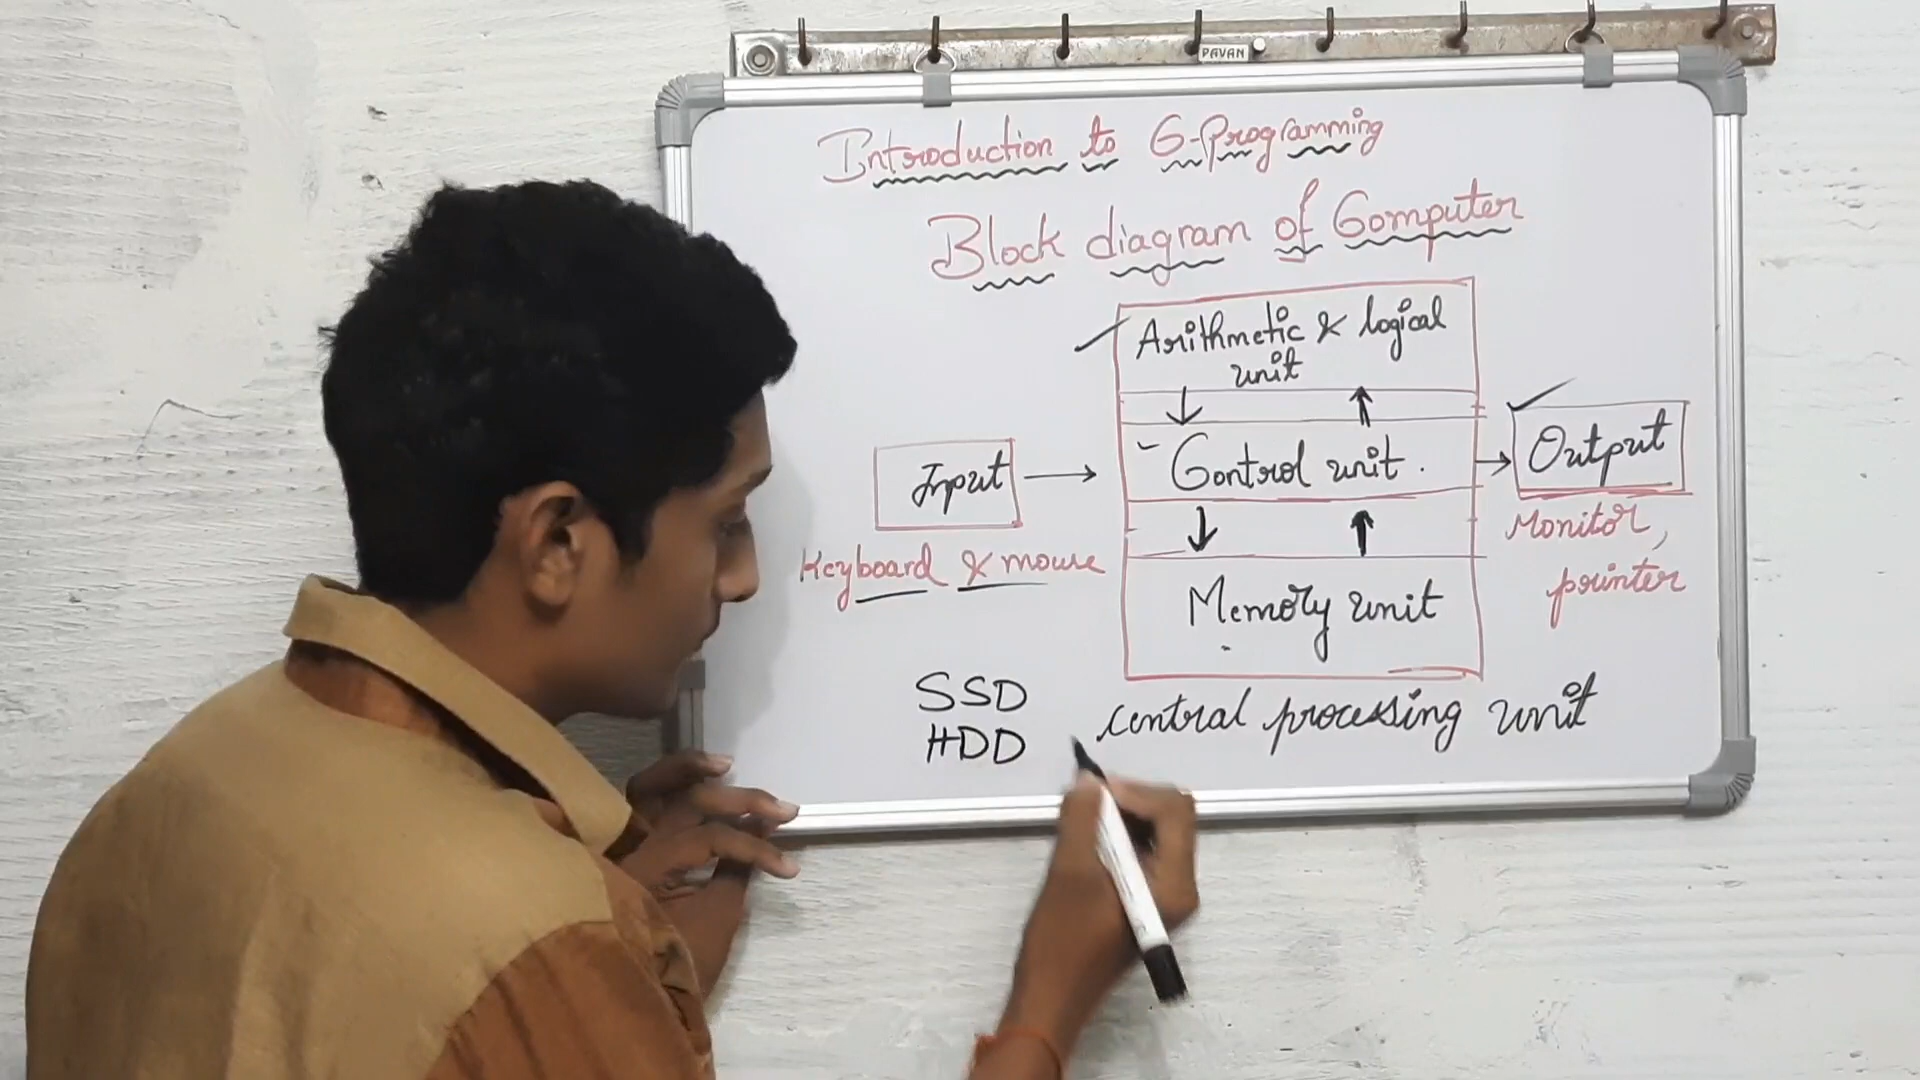 PAVAN
Introduction to C-Programming
Block diagram of Computer
Arithmetic & logical
unit
Input
Control unit.
Output
Keyboard & mouse
Monitor,
printer
Memory unit
SSD
HDD
central processing unit